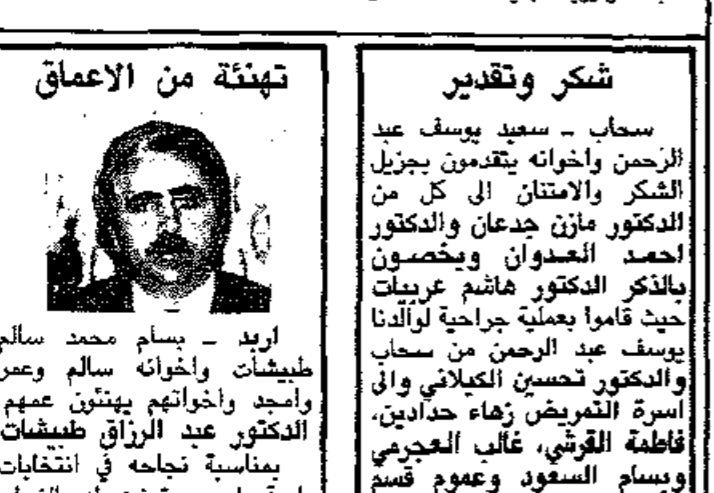 شكر وتقدير
سحاب ـ سعيد يوسف عبد
الرحمن واخوانه يتقدمون بجزيل
الشكر والامتنان الى كل من
الدكتور مازن جدعان والدكتور
احمد العدوان ويخصون
بالذكر الدكتور هاشم عربيات
حيث قاموا بعملية جراحية لوالدنا
يوسف عبد الرحمن من سحاب
والدكتور تحسين الكيلاني والى
اسرة التمريض زهاء حدادين،
فاطمة القرشي، غالب العجرمي
وبسام السعود وعموم قسم
تهنئة من الاعماق
اربد ـ بسام محمد سالم
طبيشات واخوانه سالم وعمر
وامجد واخواتهم يهنئون عمهم
الدكتور عبد الرزاق طبيشات
بمناسبة نجاحه في انتخابات